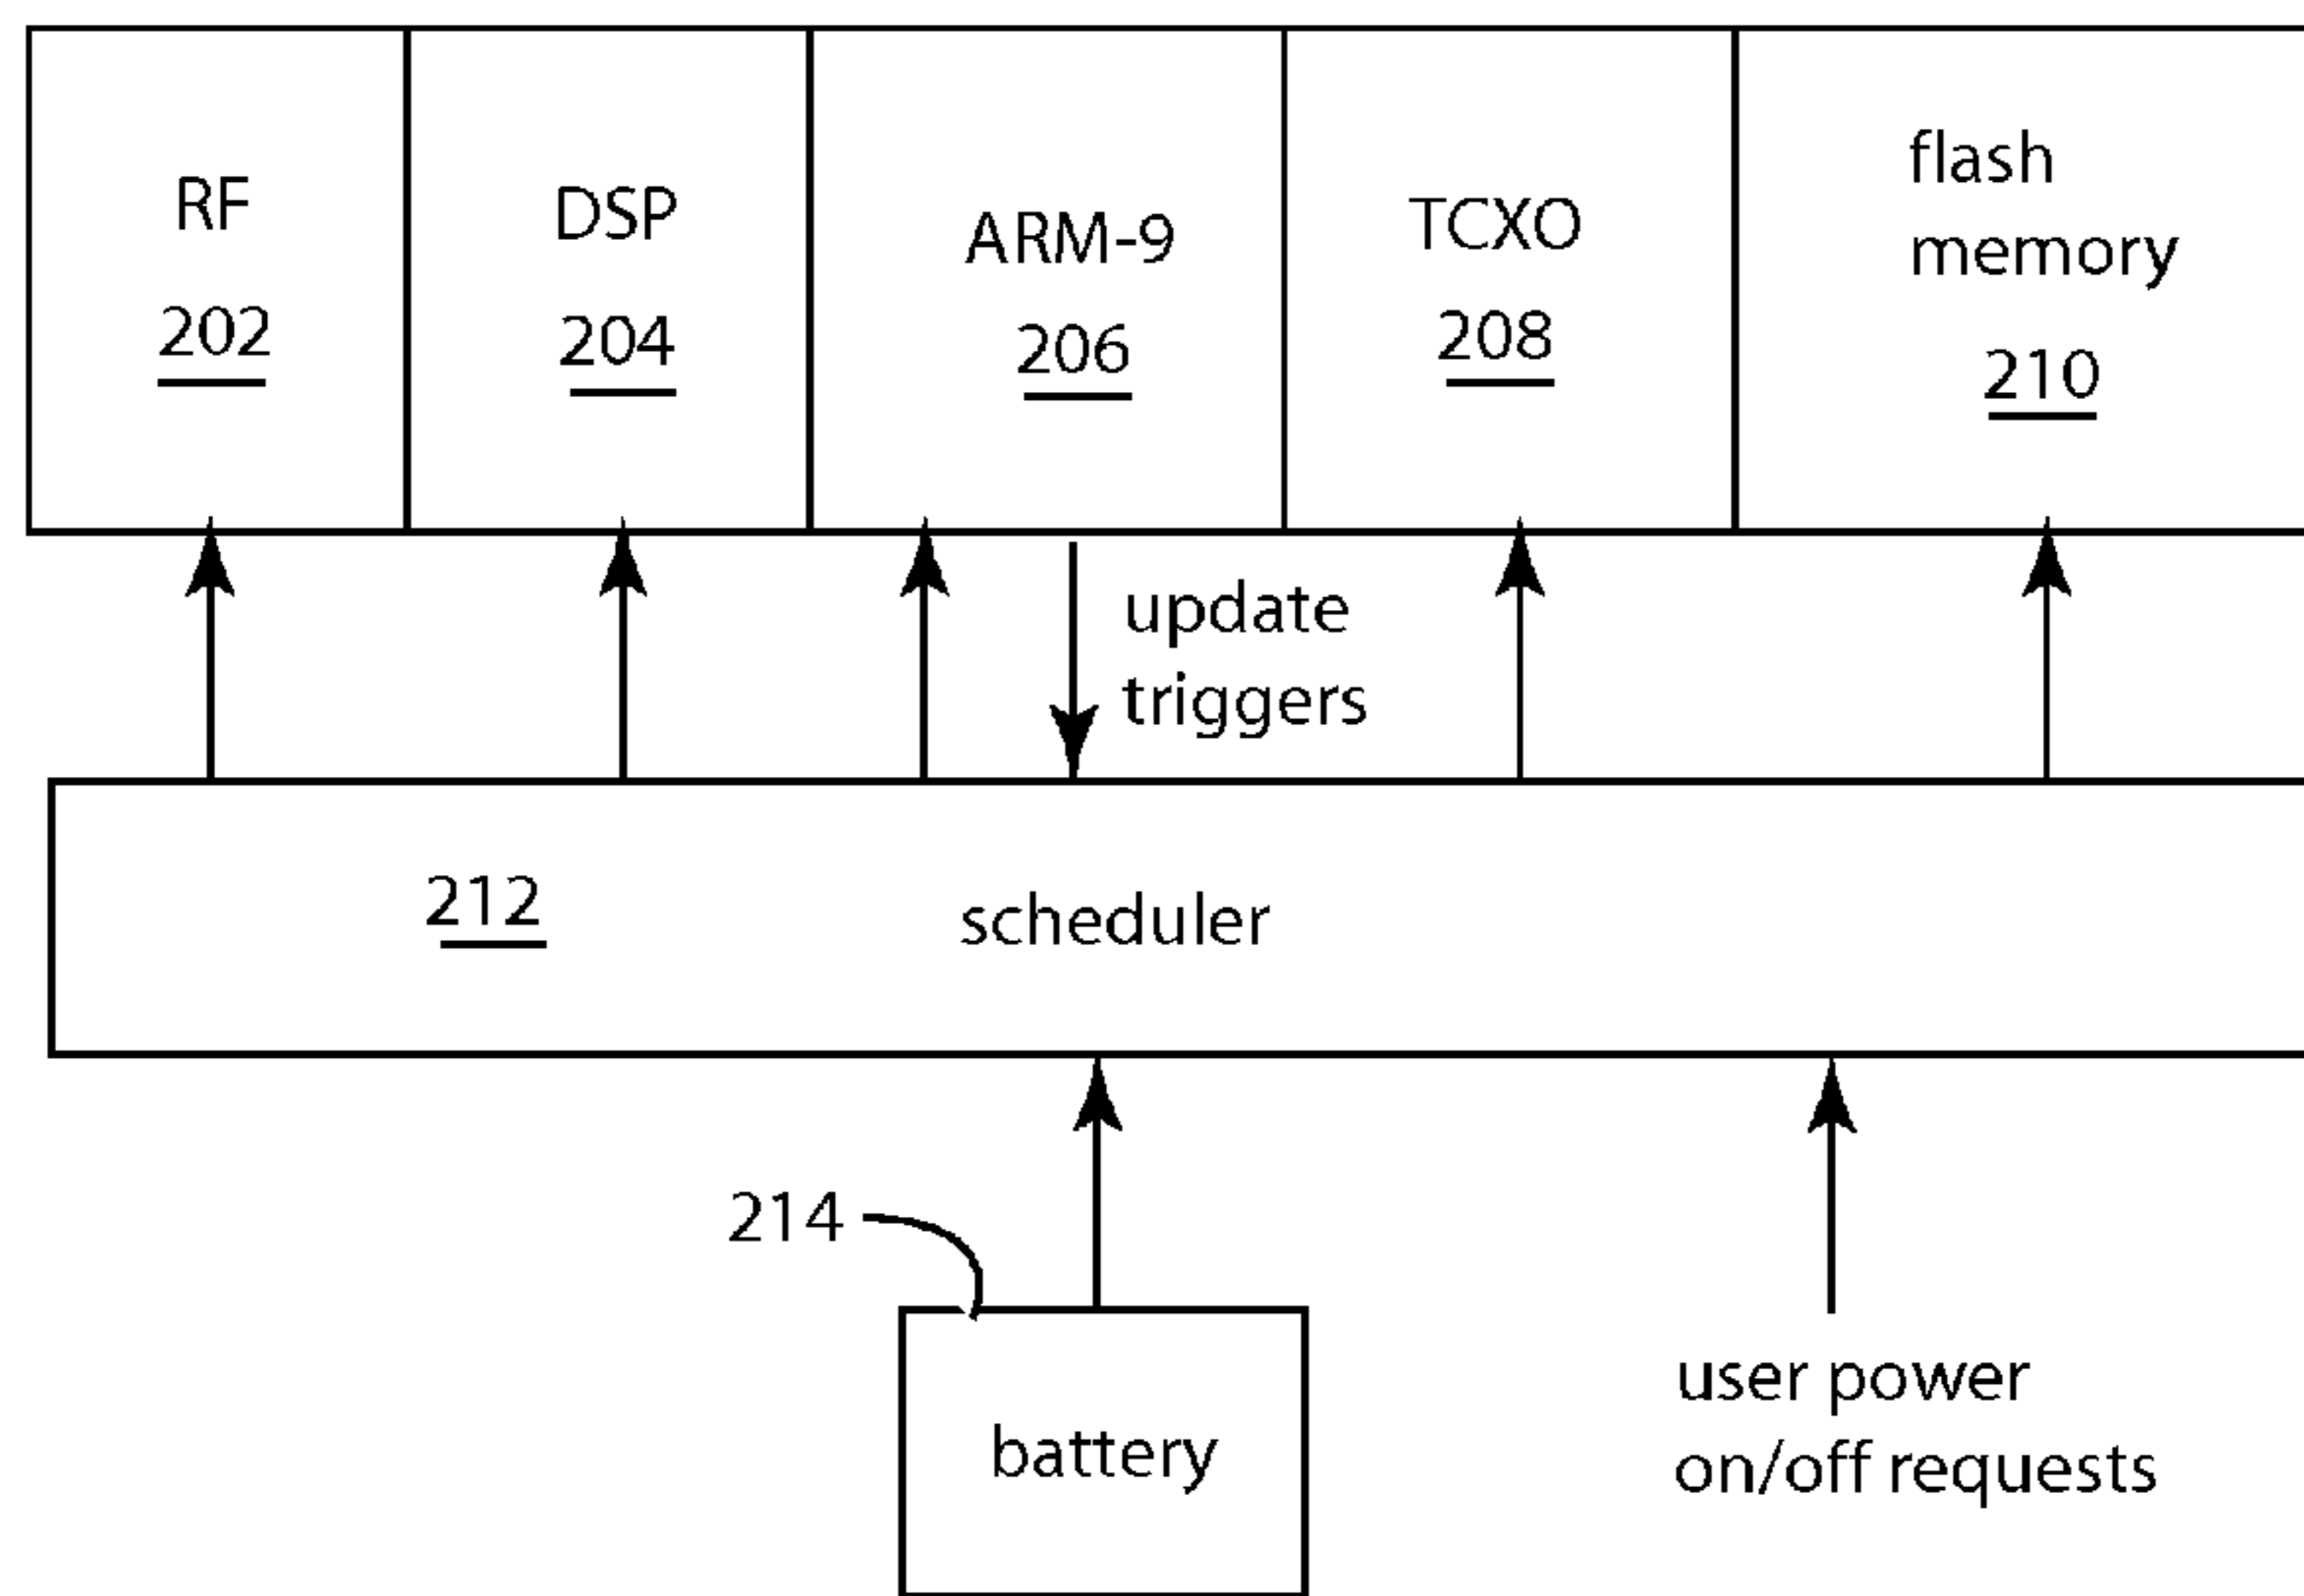 RF
202
DSP
204
ARM-9
206
TCXO
208
flash
memory
210
update
triggers
212
scheduler
214
battery
user power
on/off requests